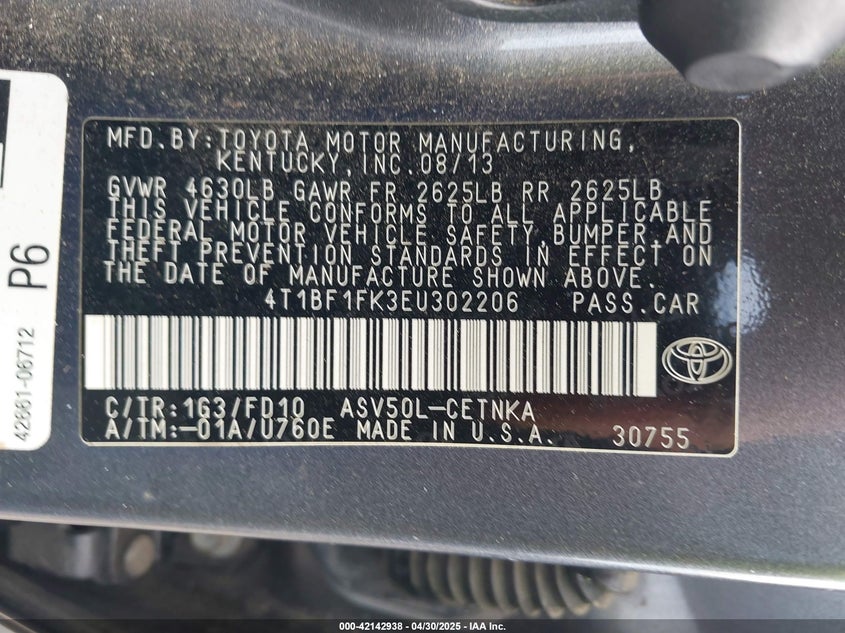 MFD.BY:TOYOTA MOTOR MANUFACTURING,
KENTUCKY,INC.08/13
GVWR 4630LB GAWR FR 2625LB RR 2625LB
THIS VEHICLE CONFORMS TO ALL APPLICABLE
FEDERAL MOTOR VEHICLE SAFETY,BUMPER,AND
THEFT PREVENTION STANDARDS IN EFFECT ON
THE DATE OF MANUFACTURE SHOWN ABOVE.
4T1BF1FK3EU302206 PASS.CAR
C/TR:1G3/FD10 ASV50L-CETNKA
A/TM:-01A/U760E MADE IN U.S.A. 30755
P6
42661-06712
000-42142938 - 04/30/2025 - IAA Inc.